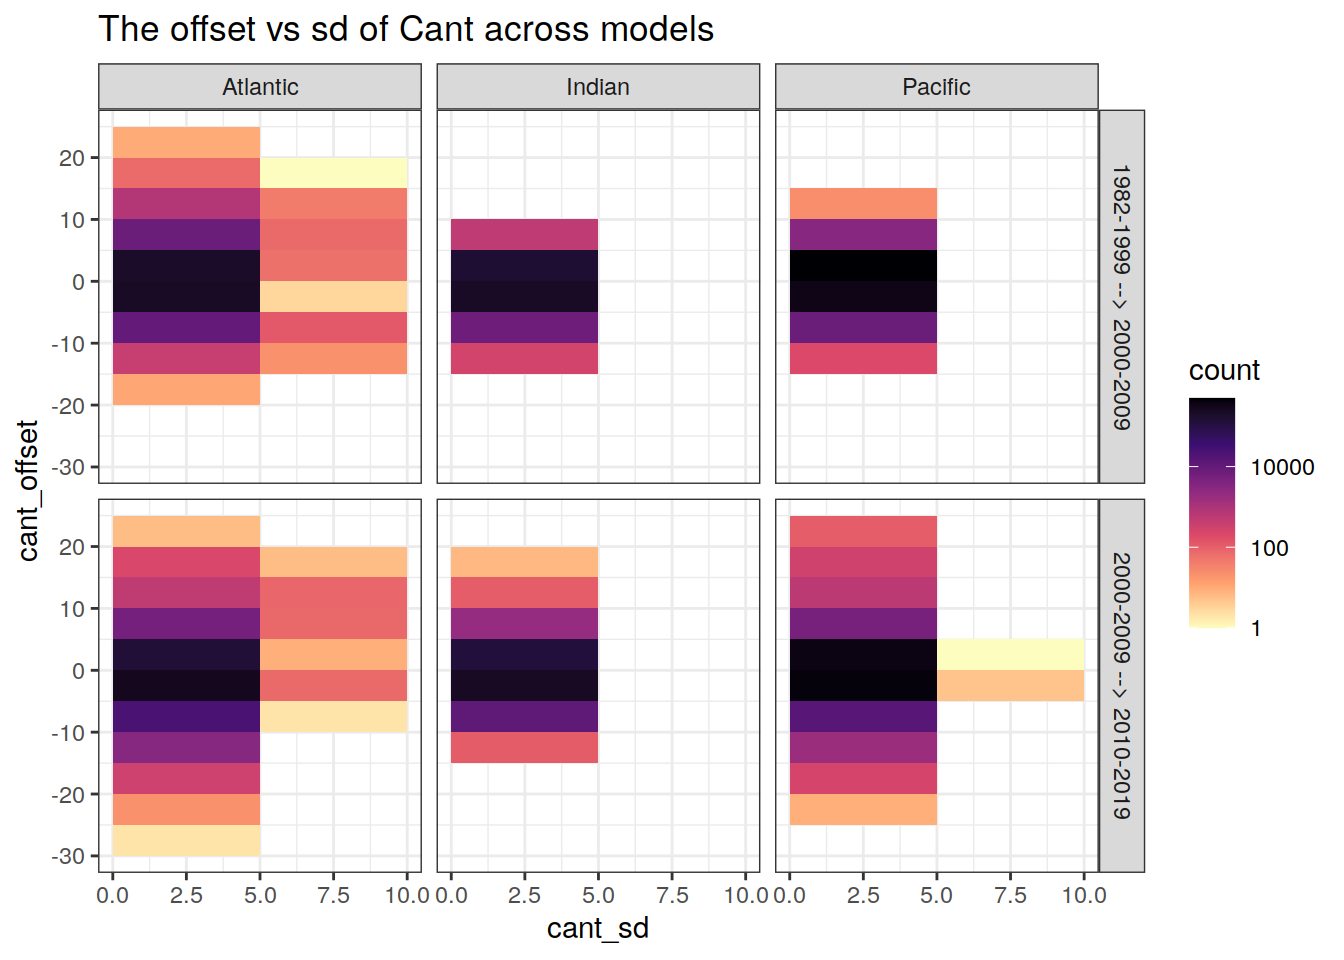 The offset vs sd of Cant across models
Atlantic
Indian
Pacific
cant_offset
20
10
0
-10
-20
-30
1982-1999 --> 2000-2009
20
10
0
-10
-20
-30
2000-2009 --> 2010-2019
0.0 2.5 5.0 7.5 10.0
0.0 2.5 5.0 7.5 10.0
0.0 2.5 5.0 7.5 10.0
cant_sd
count
10000
100
1